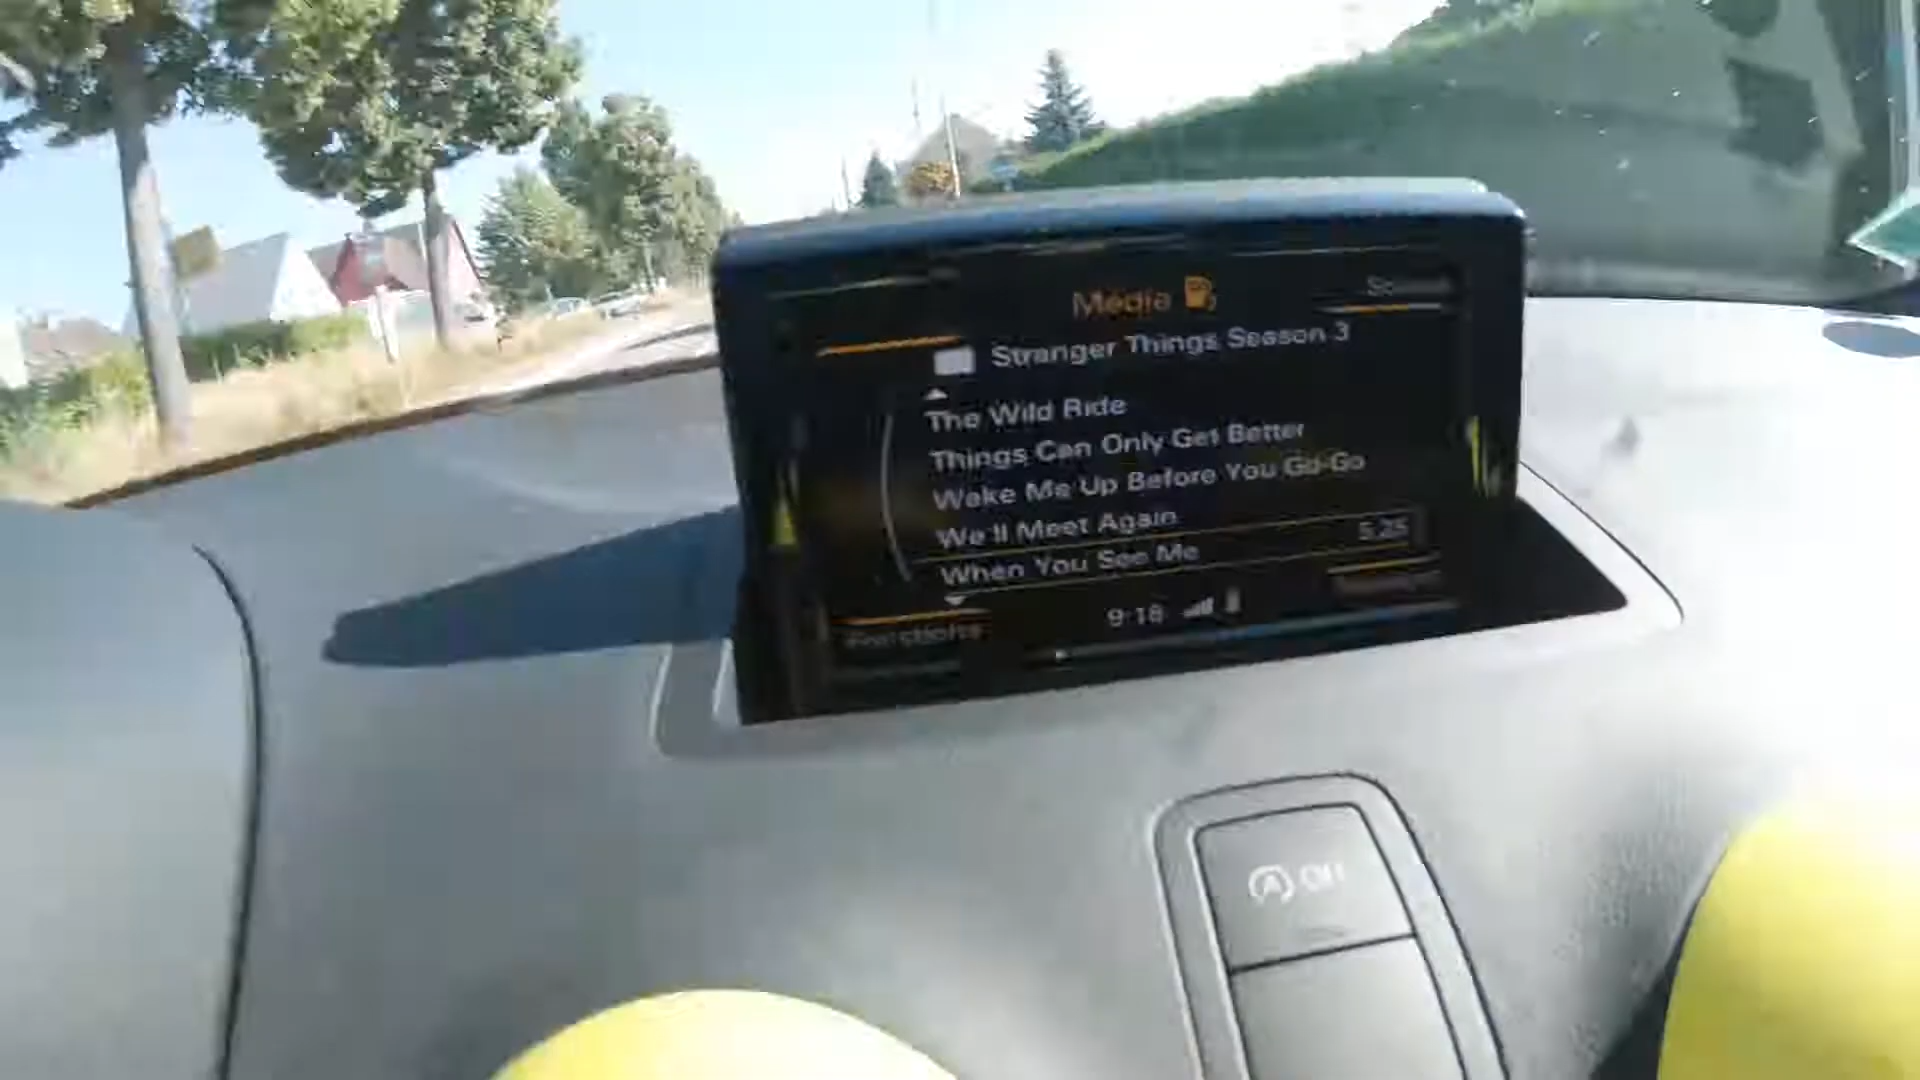 Media
Stranger Things Season 3
The Wild Ride
Things Can Only Get Better
Wake Me Up Before You Go-Go
We'll Meet Again
When You See Me 5:25
9:18
OFF